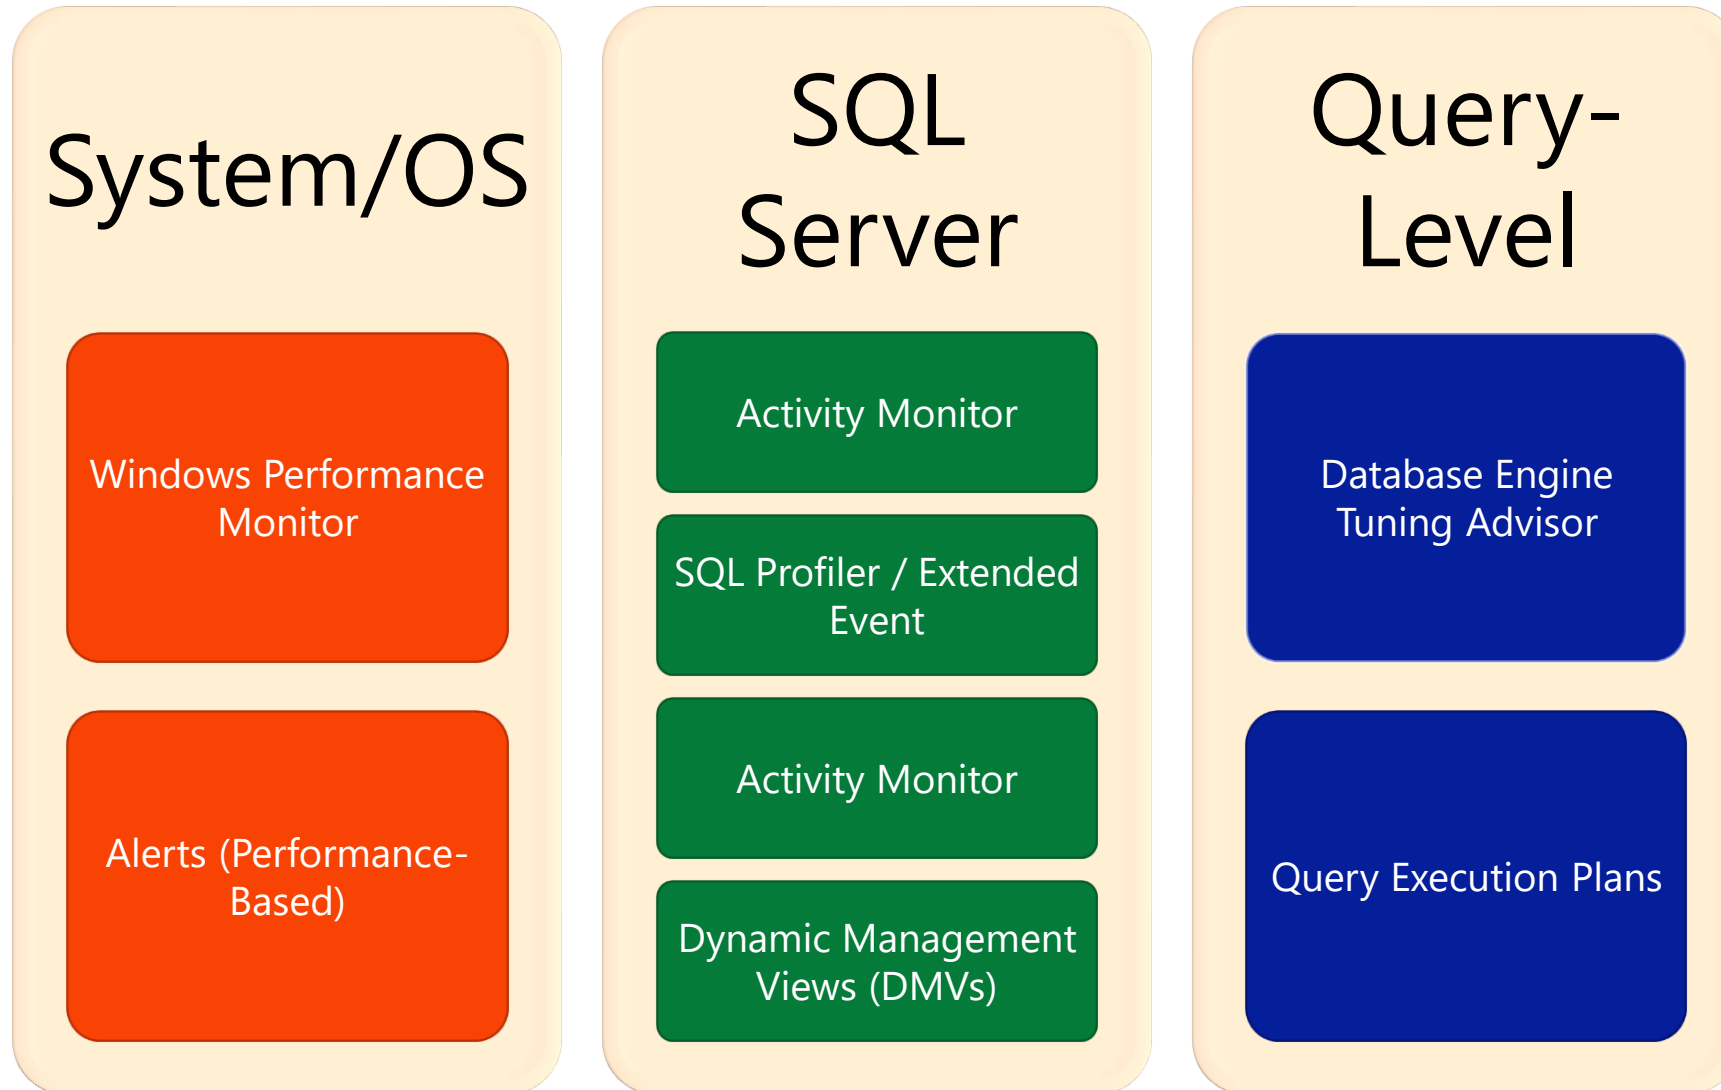 System/OS
Windows Performance
Monitor
Alerts (Performance-
Based)
SQL
Server
Activity Monitor
SQL Profiler / Extended
Event
Activity Monitor
Dynamic Management
Views (DMVs)
Query-
Level
Database Engine
Tuning Advisor
Query Execution Plans